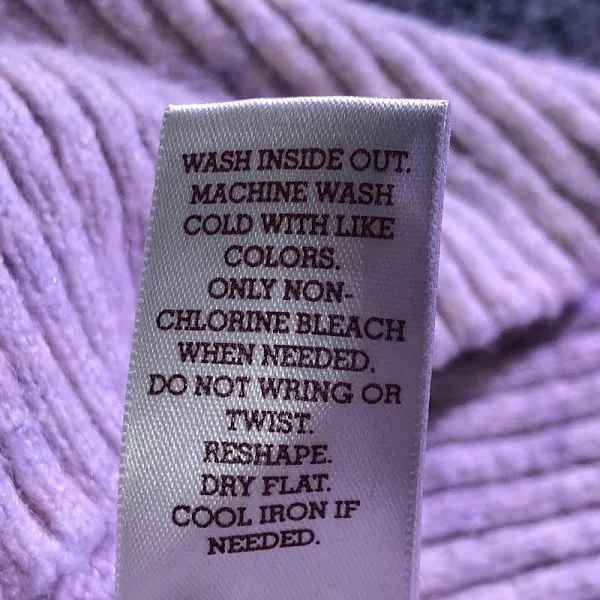 WASH INSIDE OUT.
MACHINE WASH
COLD WITH LIKE
COLORS.
ONLY NON-
CHLORINE BLEACH
WHEN NEEDED.
DO NOT WRING OR
TWIST.
RESHAPE.
DRY FLAT.
COOL IRON IF
NEEDED.